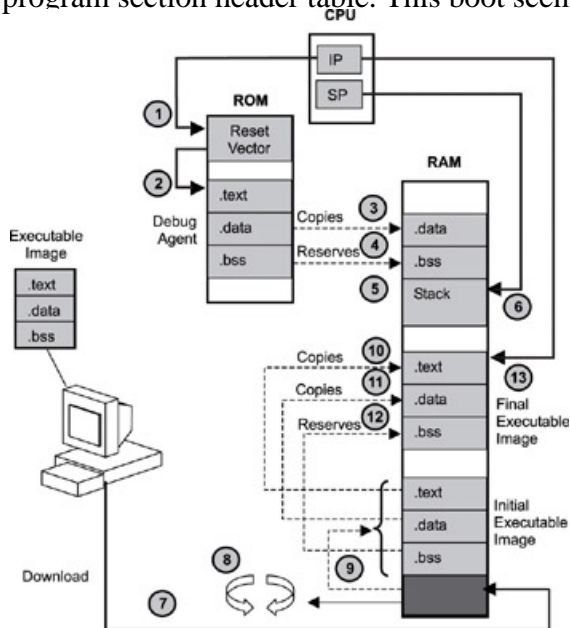 program section header table. This boot scen
CPU
IP
SP
ROM
1
Reset
Vector
2
.text
.data
.bss
Debug
Agent
RAM
Copies
3
.data
Reserves
4
.bss
5
Stack
6
Executable
Image
.text
.data
.bss
Copies
10
.text
Copies
11
.data
Reserves
12
.bss
13
Final
Executable
Image
.text
.data
.bss
Initial
Executable
Image
9
8
Download
7